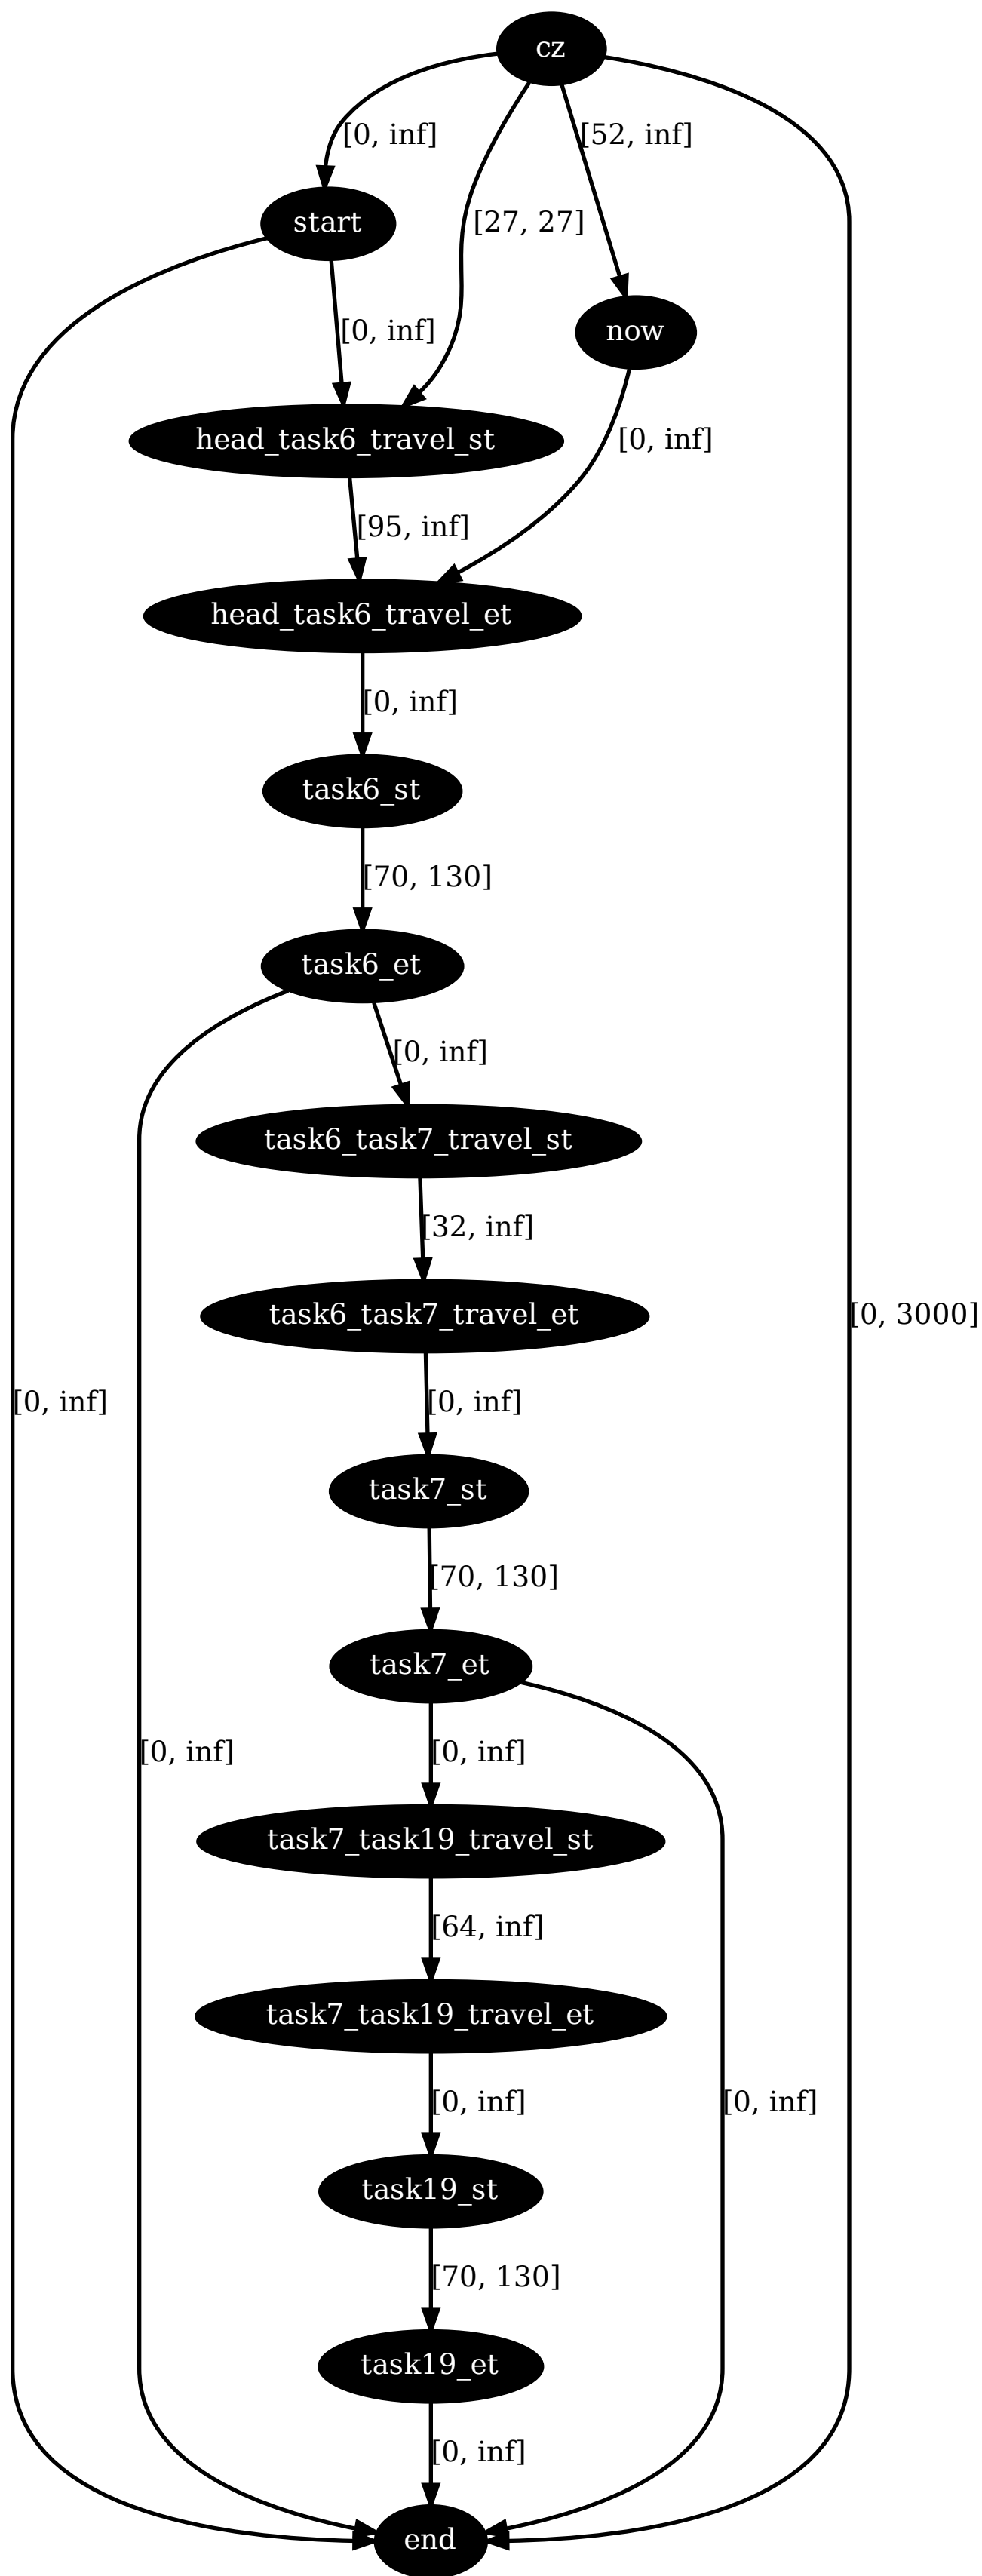 cz
[0, inf]
[52, inf]
start
[27, 27]
now
[0, inf]
[0, inf]
head_task6_travel_st
[95, inf]
head_task6_travel_et
[0, inf]
task6_st
[70, 130]
task6_et
[0, inf]
task6_task7_travel_st
[32, inf]
task6_task7_travel_et
[0, 3000]
[0, inf]
[0, inf]
task7_st
[70, 130]
task7_et
[0, inf]
[0, inf]
task7_task19_travel_st
[64, inf]
task7_task19_travel_et
[0, inf]
[0, inf]
task19_st
[70, 130]
task19_et
[0, inf]
end